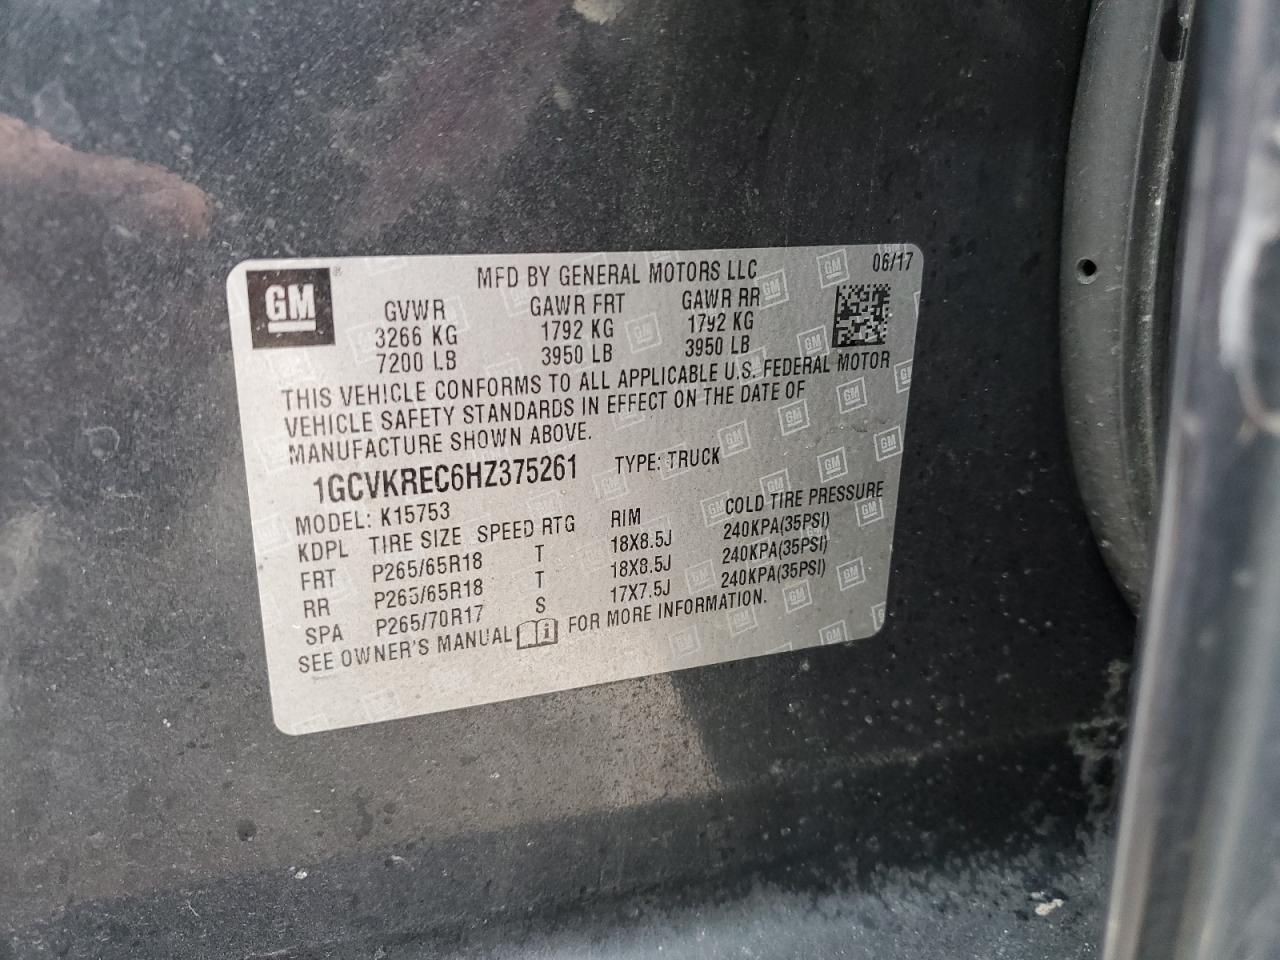 GM ® MFD BY GENERAL MOTORS LLC 06/17
GVWR GAWR FRT GAWR RR
3266 KG 1792 KG 1792 KG
7200 LB 3950 LB 3950 LB
THIS VEHICLE CONFORMS TO ALL APPLICABLE U.S. FEDERAL MOTOR
VEHICLE SAFETY STANDARDS IN EFFECT ON THE DATE OF
MANUFACTURE SHOWN ABOVE.
1GCVKREC6HZ375261 TYPE: TRUCK
MODEL: K15753
KDPL TIRE SIZE SPEED RTG RIM COLD TIRE PRESSURE
FRT P265/65R18 T 18X8.5J 240KPA(35PSI)
RR P265/65R18 T 18X8.5J 240KPA(35PSI)
SPA P265/70R17 S 17X7.5J 240KPA(35PSI)
SEE OWNER'S MANUAL FOR MORE INFORMATION.